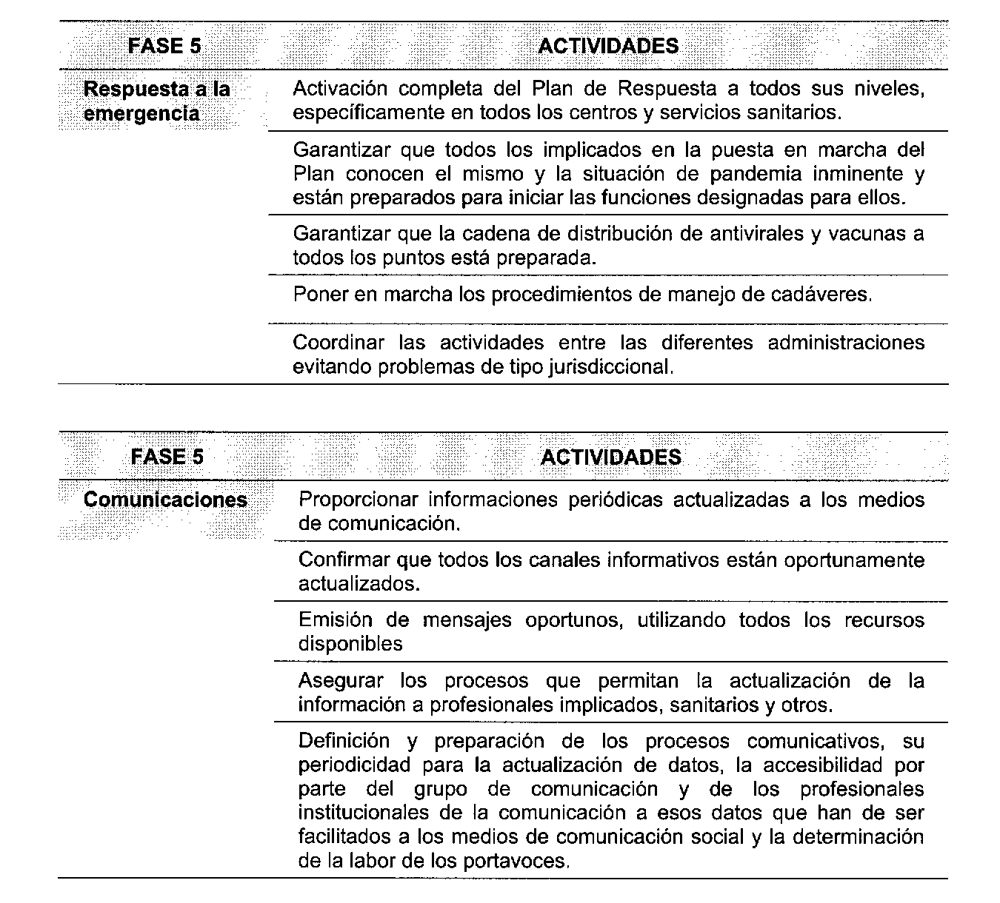 FASE 5 ACTIVIDADES
Respuesta a la
emergencia
Activación completa del Plan de Respuesta a todos sus niveles,
específicamente en todos los centros y servicios sanitarios.
Garantizar que todos los implicados en la puesta en marcha del
Plan conocen el mismo y la situación de pandemia inminente y
están preparados para iniciar las funciones designadas para ellos.
Garantizar que la cadena de distribución de antivirales y vacunas a
todos los puntos está preparada.
Poner en marcha los procedimientos de manejo de cadáveres.
Coordinar las actividades entre las diferentes administraciones
evitando problemas de tipo jurisdiccional.
FASE 5 ACTIVIDADES
Comunicaciones
Proporcionar informaciones periódicas actualizadas a los medios
de comunicación.
Confirmar que todos los canales informativos están oportunamente
actualizados.
Emisión de mensajes oportunos, utilizando todos los recursos
disponibles
Asegurar los procesos que permitan la actualización de la
información a profesionales implicados, sanitarios y otros.
Definición y preparación de los procesos comunicativos, su
periodicidad para la actualización de datos, la accesibilidad por
parte del grupo de comunicación y de los profesionales
institucionales de la comunicación a esos datos que han de ser
facilitados a los medios de comunicación social y la determinación
de la labor de los portavoces.